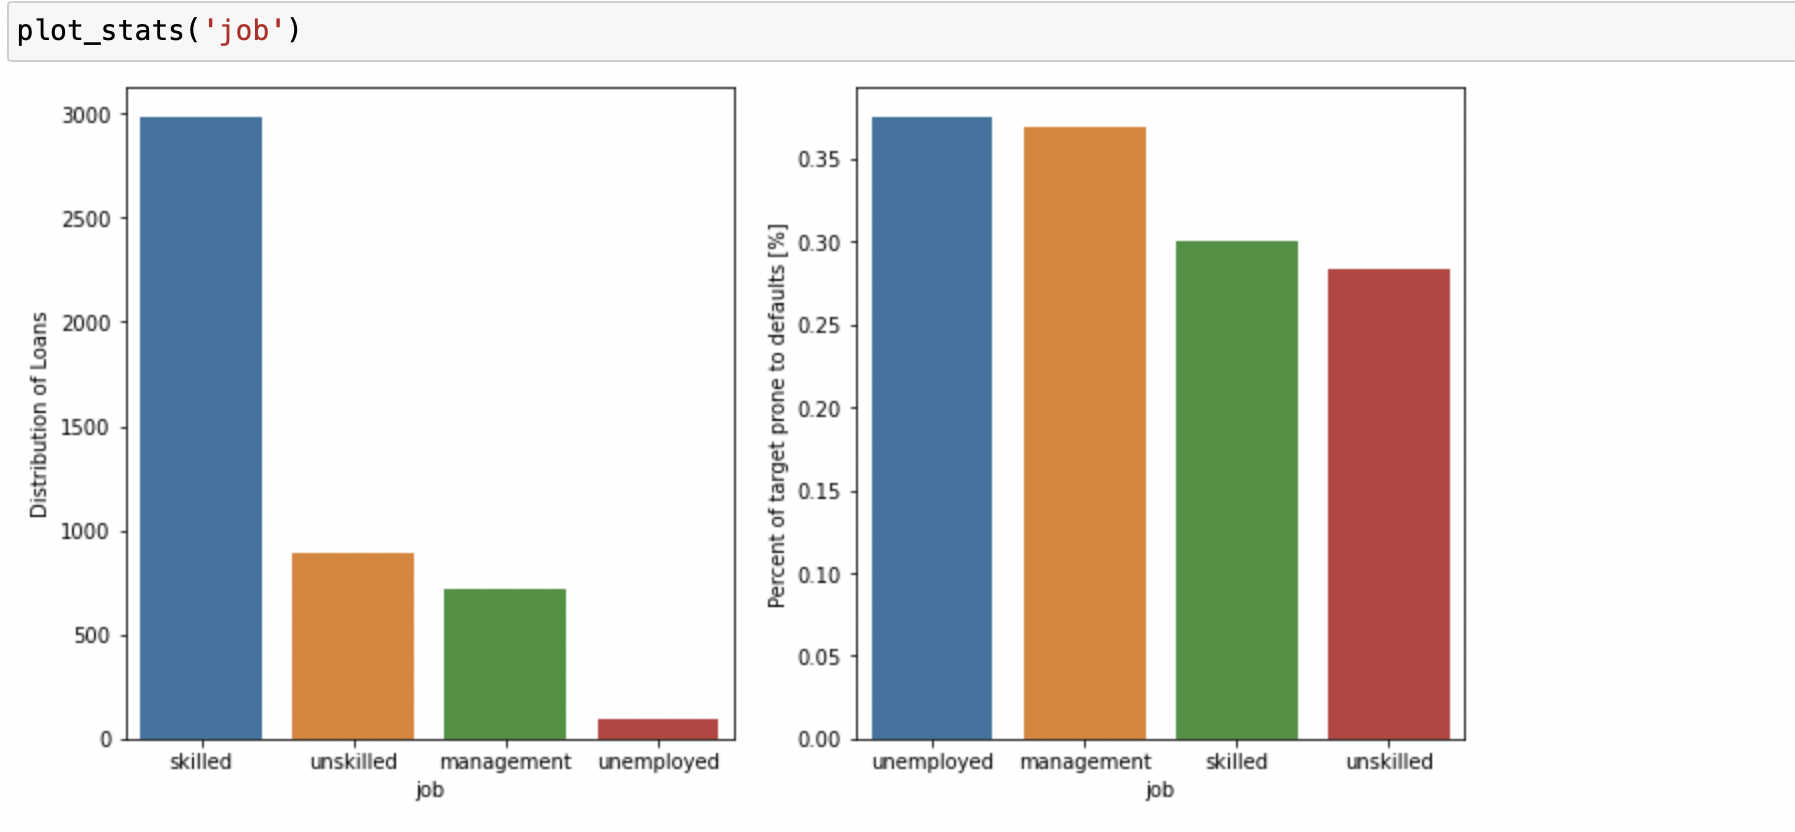 plot_stats('job')
Distribution of Loans
3000
2500
2000
1500
1000
500
0
skilled unskilled management unemployed
job
Percent of target prone to defaults [%]
0.35
0.30
0.25
0.20
0.15
0.10
0.05
0.00
unemployed management skilled unskilled
job